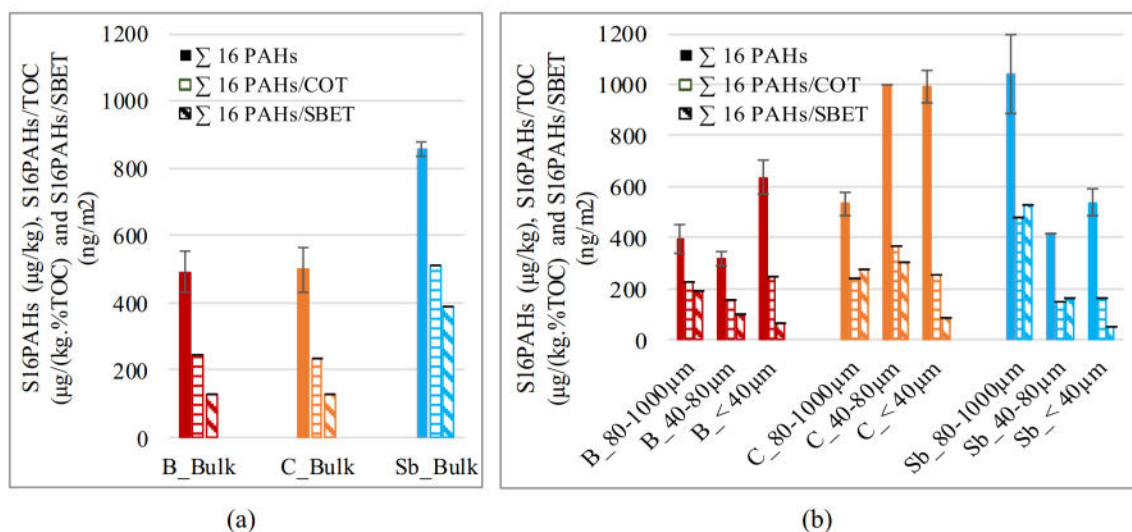 S16PAHs (μg/kg), S16PAHs/TOC
(μg/(kg.%TOC) and S16PAHs/SBET
(ng/m2)
1200
1000
800
600
400
200
0
∑ 16 PAHs
∑ 16 PAHs/COT
∑ 16 PAHs/SBET
B_Bulk
C_Bulk
Sb_Bulk
(a)
S16PAHs (μg/kg), S16PAHs/TOC
(μg/(kg.%TOC) and S16PAHs/SBET
ng/m2)
1200
1000
800
600
400
200
0
∑ 16 PAHs
∑ 16 PAHs/COT
∑ 16 PAHs/SBET
B_80-1000μm
B_40-80μm
B_< 40μm
C_80-1000μm
C_40-80μm
C_< 40μm
Sb_80-1000μm
Sb_40-80μm
Sb_< 40μm
(b)